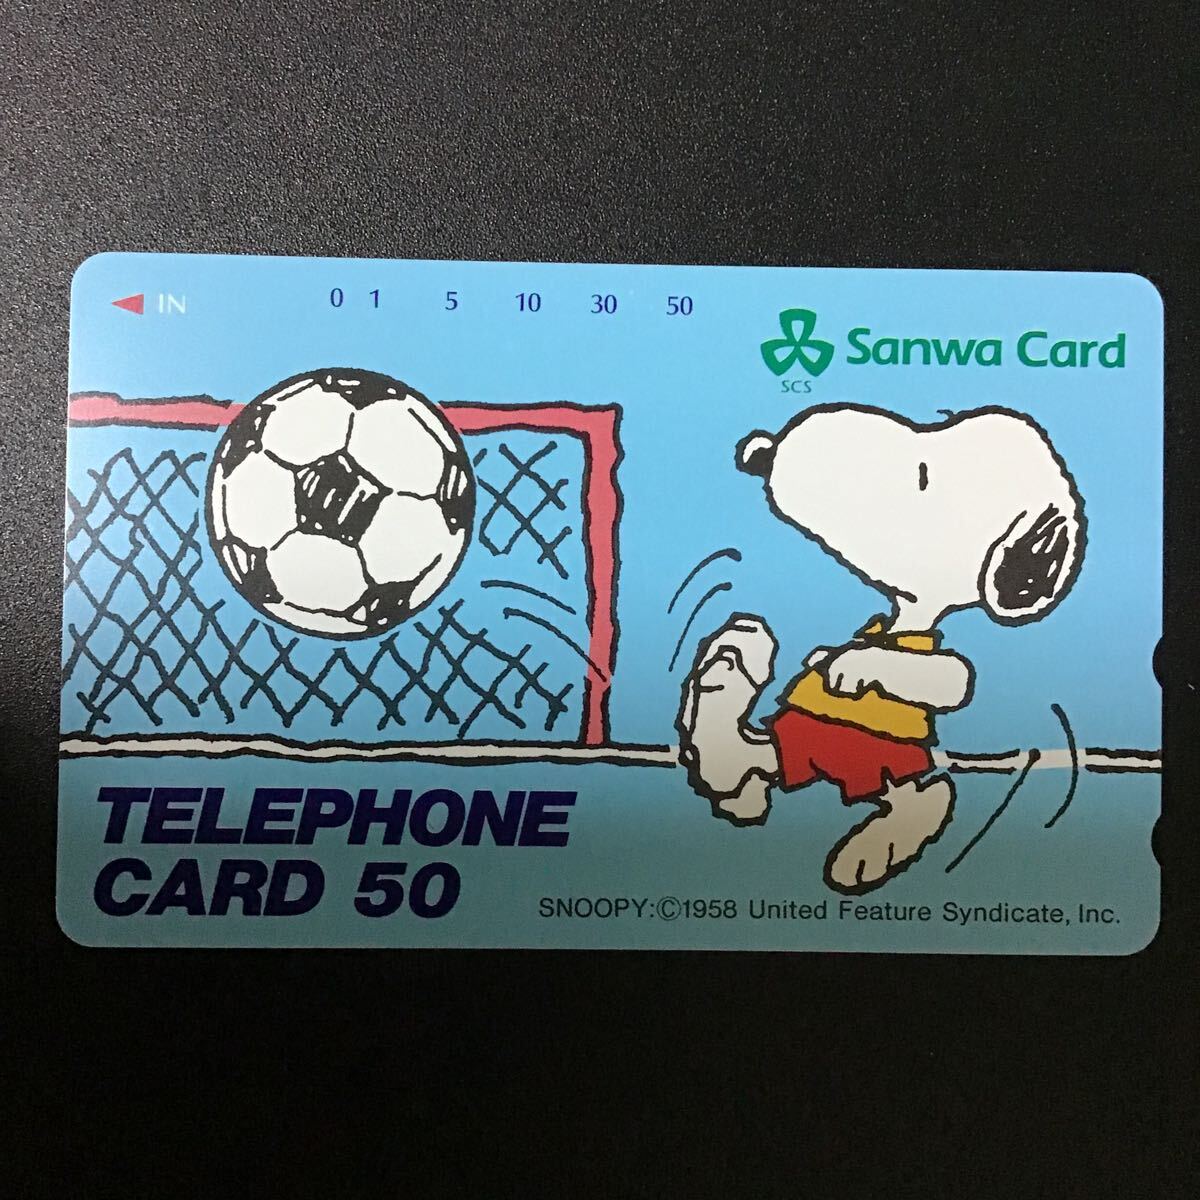 ◀ IN 0 1 5 10 30 50
Sanwa Card
SCS
TELEPHONE
CARD 50
SNOOPY:©1958 United Feature Syndicate, Inc.